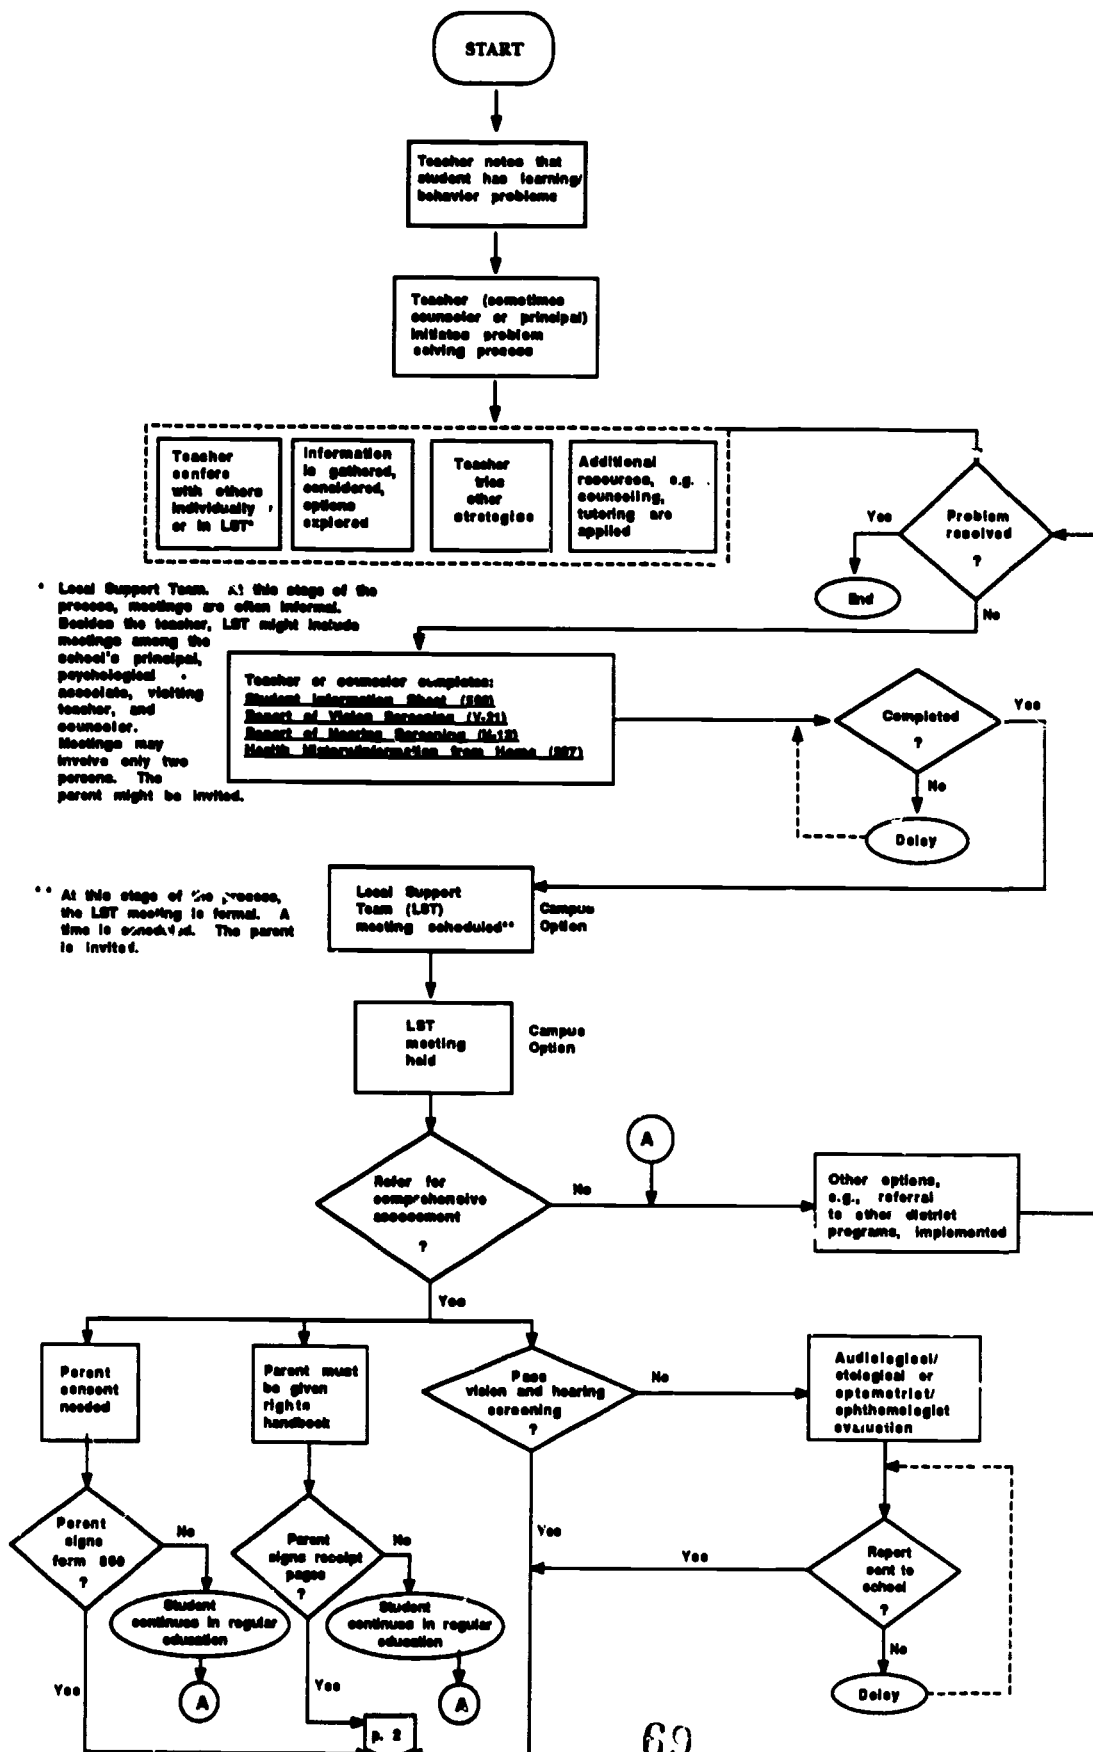 START
Teacher notes that
student has learning/
behavior problems
Teacher (sometimes
counselor or principal)
initiates problem
solving process
Teacher
confers
with others
individually
or in LST*
Information
is gathered,
considered,
options
explored
Teacher
tries
other
strategies
Additional
resources, e.g.
counseling,
tutoring are
applied
Problem
resolved
?
Yes
End
No
* Local Support Team. At this stage of the
process, meetings are often informal.
Besides the teacher, LST might include
meetings among the
school's principal,
psychological
associate, visiting
teacher, and
counselor.
Meetings may
involve only two
persons. The
parent might be invited.
Teacher or counselor completes:
Student Information Sheet
Report of Vision Screening (V-21)
Report of Hearing Screening
Health History/Information from Home
Completed
?
Yes
No
Delay
** At this stage of the process,
the LST meeting is formal. A
time is scheduled. The parent
is invited.
Local Support
Team (LST)
meeting scheduled**
Campus
Option
LST
meeting
held
Campus
Option
Refer for
comprehensive
assessment
?
No
A
Other options,
e.g., referral
to other district
programs, implemented
Yes
Parent
consent
needed
Parent must
be given
rights
handbook
Pass
vision and hearing
screening
?
No
Audiological/
otological or
optometrist/
ophthemologist
evaluation
Parent
signs
form
?
No
Student
continues in regular
education
A
Yes
Parent
signs receipt
pages
?
No
Student
continues in regular
education
A
Yes
Yes
Report
sent to
school
?
Yes
No
Delay
p. 2
69